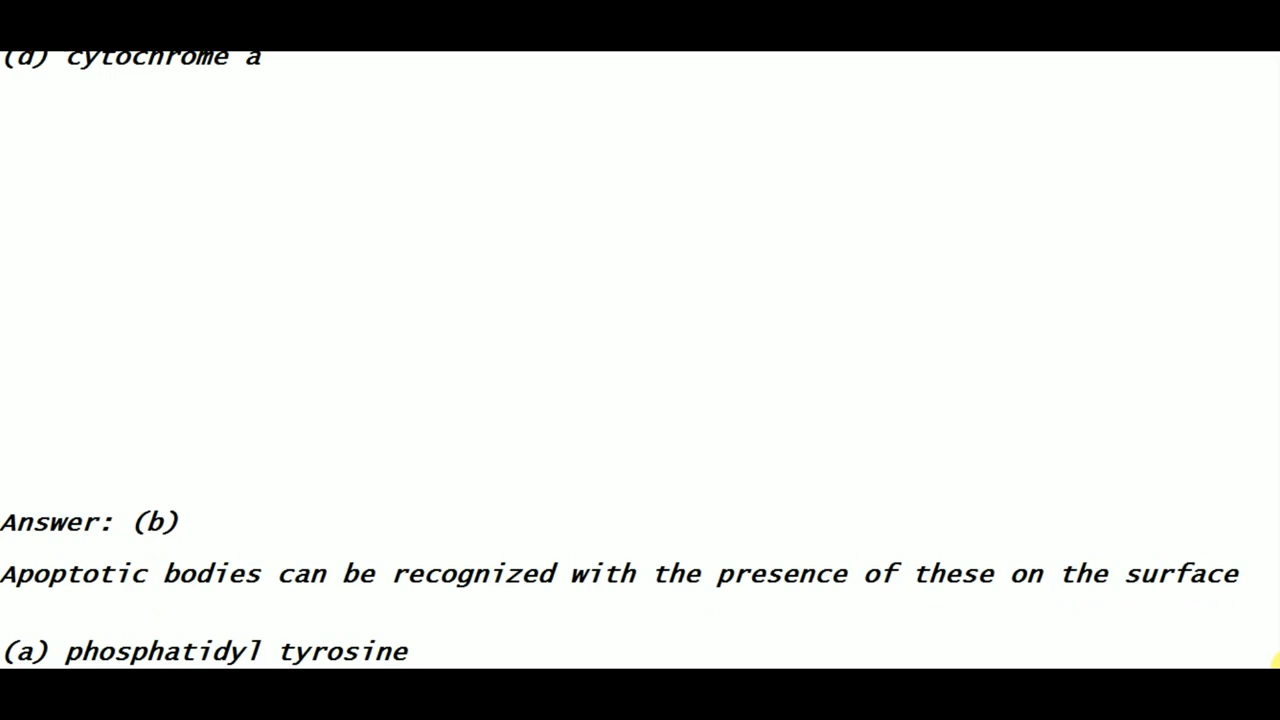 (d) cytochrome a
Answer: (b)
Apoptotic bodies can be recognized with the presence of these on the surface
(a) phosphatidyl tyrosine